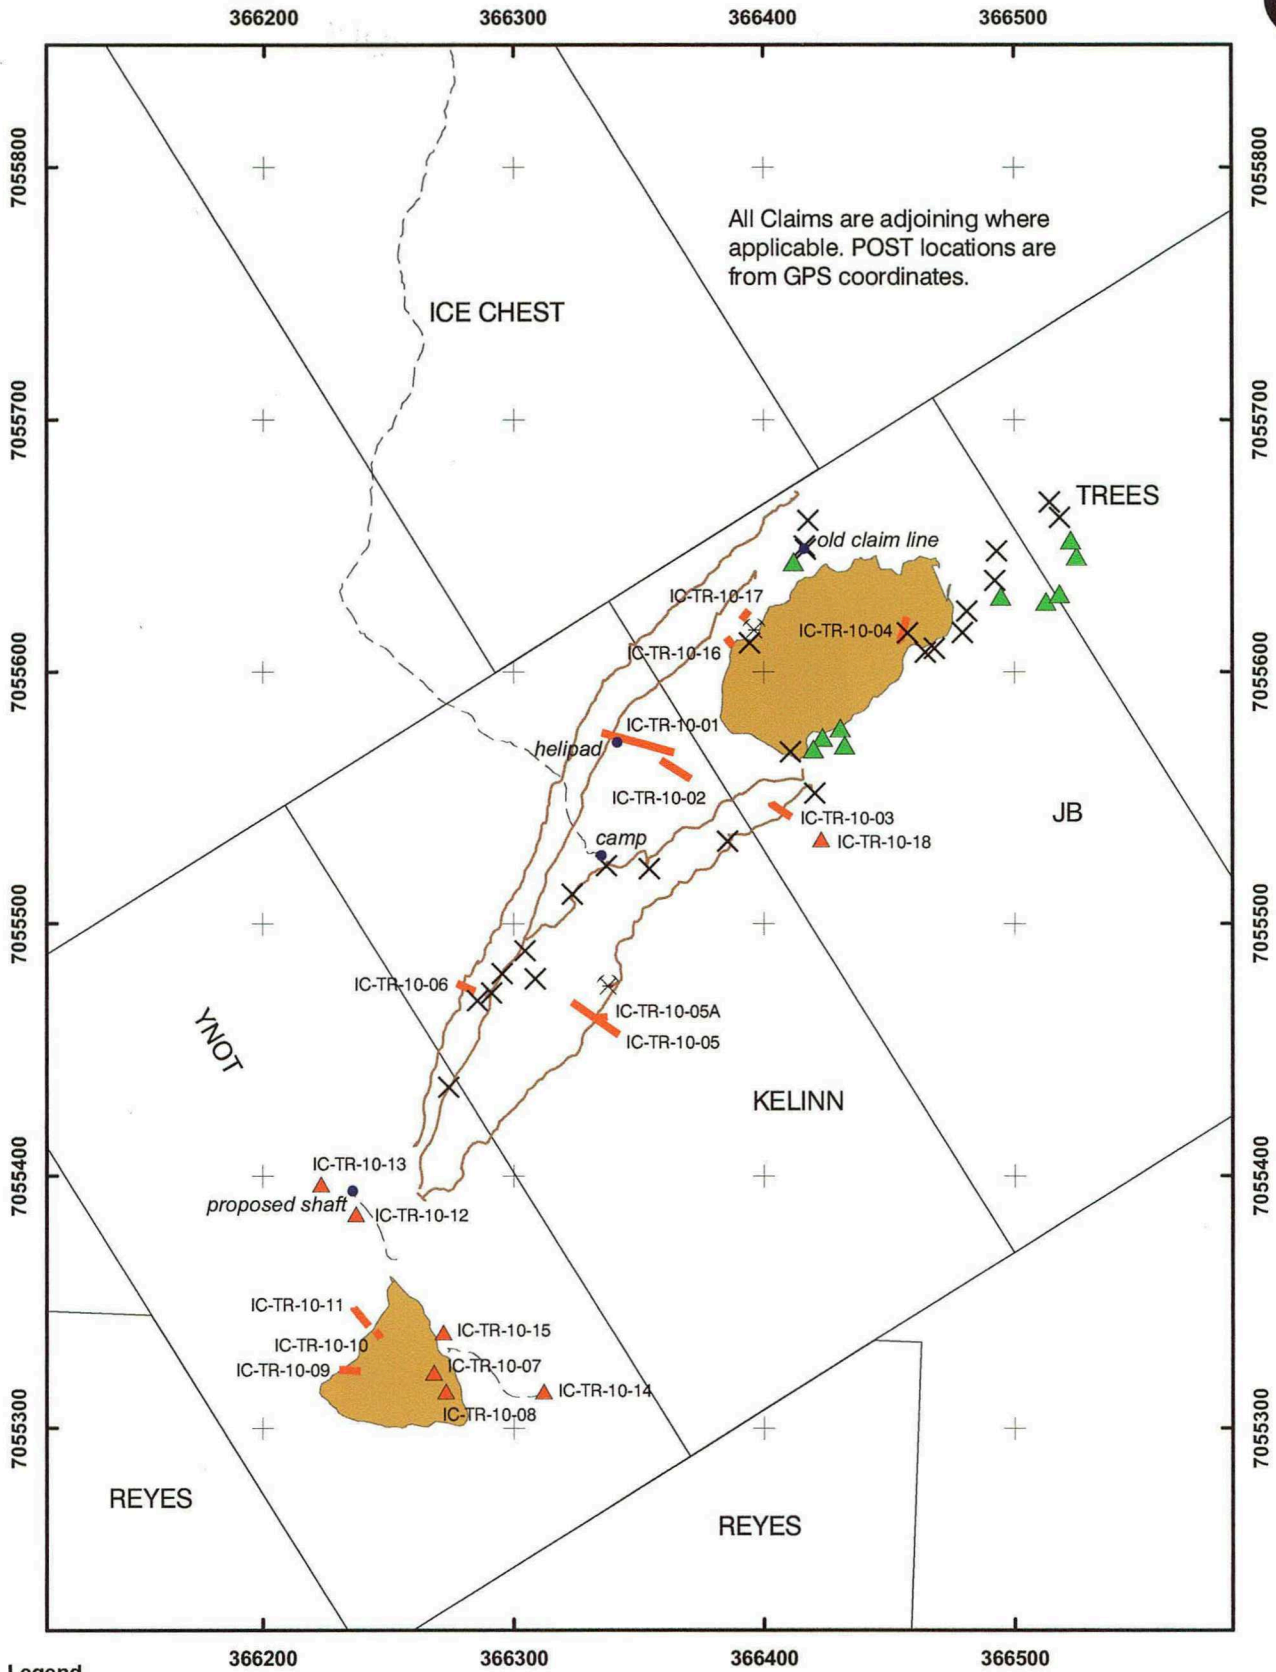 366200 366300 366400 366500
7055800 7055800
All Claims are adjoining where
applicable. POST locations are
from GPS coordinates.
ICE CHEST
7055700 7055700
TREES
old claim line
IC-TR-10-17
IC-TR-10-04
IC-TR-10-16
7055600 7055600
IC-TR-10-01
helipad
IC-TR-10-02
JB
IC-TR-10-03
camp
IC-TR-10-18
7055500 7055500
IC-TR-10-06
IC-TR-10-05A
YNOT
IC-TR-10-05
KELINN
7055400 7055400
IC-TR-10-13
proposed shaft
IC-TR-10-12
IC-TR-10-11
IC-TR-10-15
IC-TR-10-10
IC-TR-10-07
IC-TR-10-09
IC-TR-10-14
IC-TR-10-08
7055300 7055300
REYES
REYES
366200 366300 366400 366500
Legend